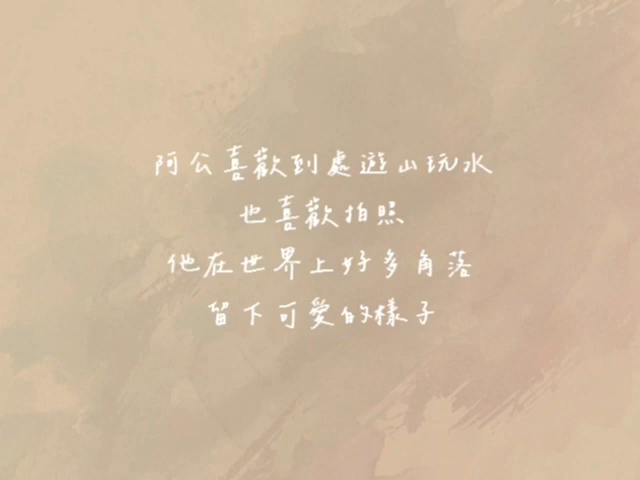 阿公喜歡到處遊山玩水
也喜歡拍照
他在世界上好多角落
留下可愛的樣子